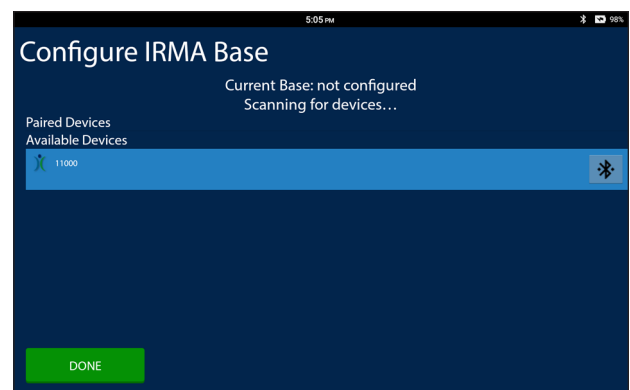 5:05 PM
98%
Configure IRMA Base
Current Base: not configured
Scanning for devices...
Paired Devices
Available Devices
11000
DONE